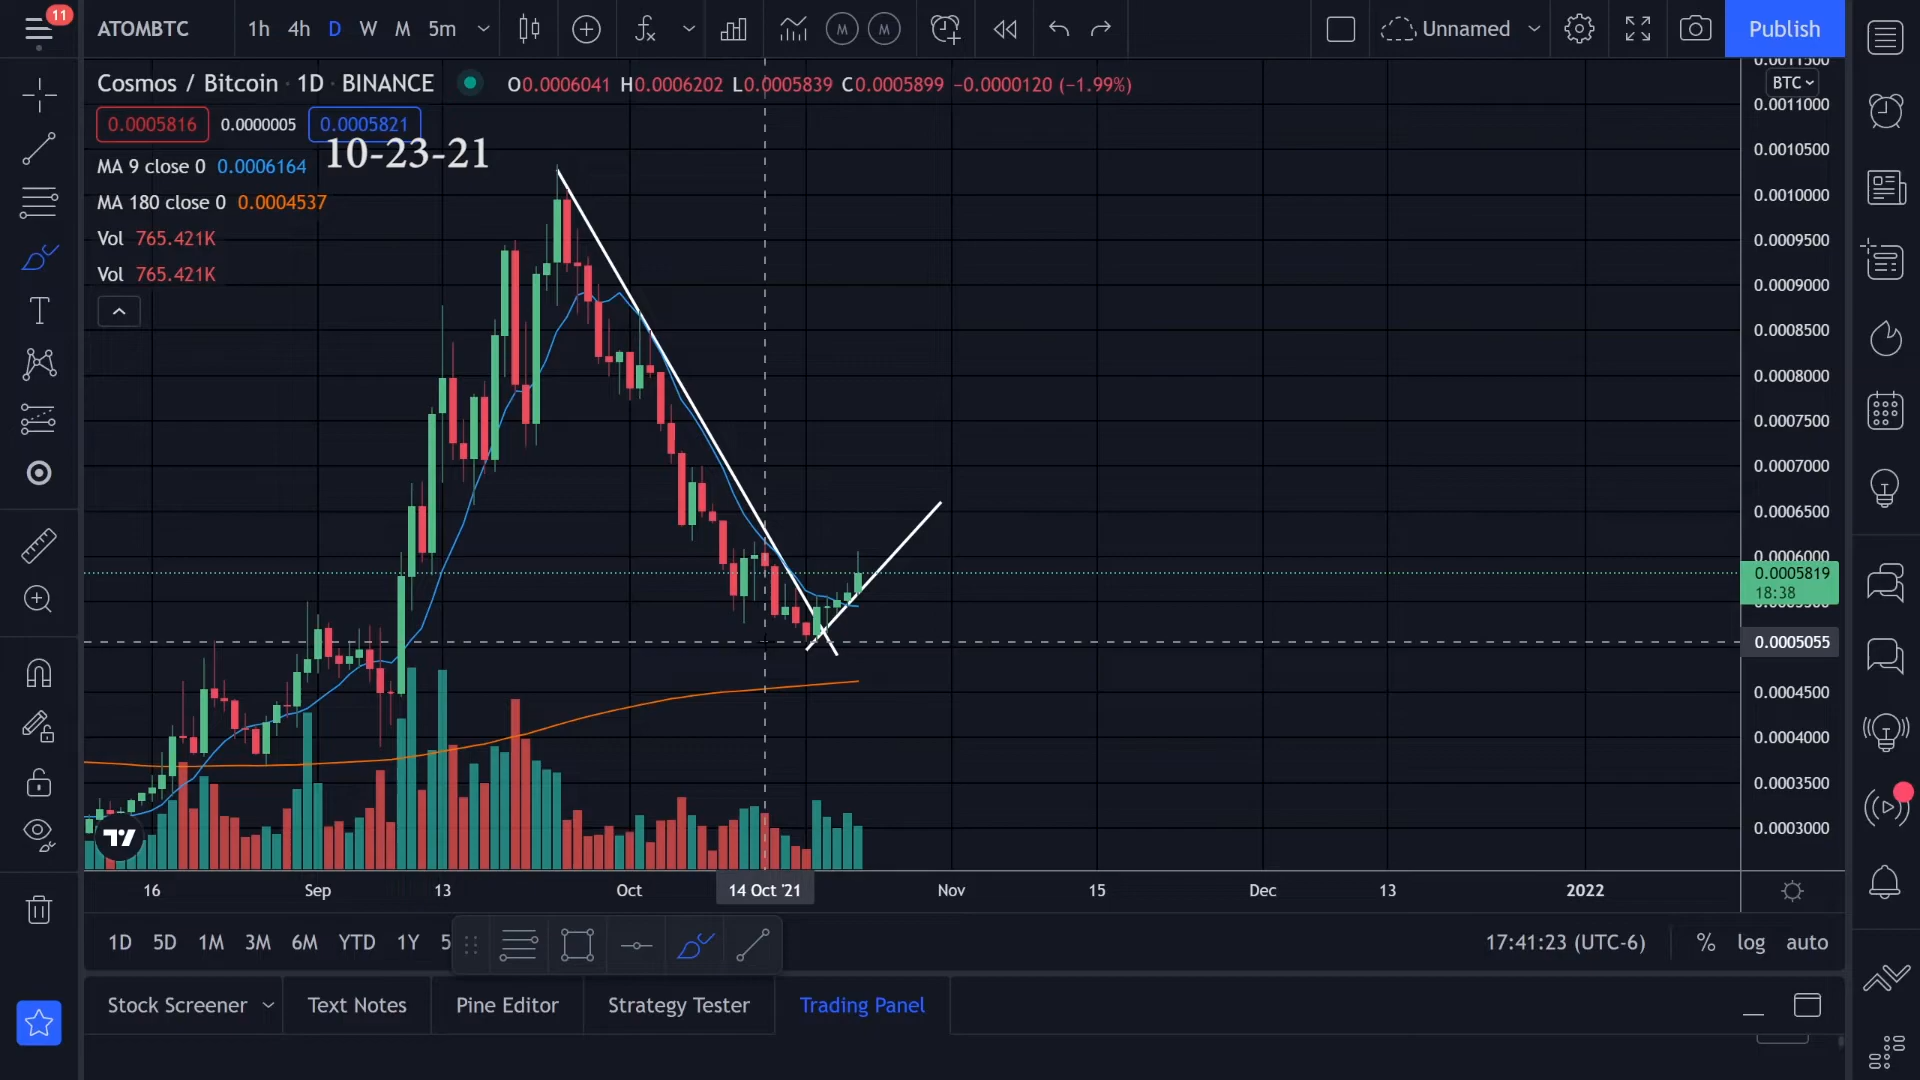 11
ATOMBTC
1h 4h D W M 5m
M M
Unnamed
Publish
Cosmos / Bitcoin · 1D · BINANCE
O0.0006041 H0.0006202 L0.0005839 C0.0005899 −0.0000120 (−1.99%)
0.0005816 0.0000005 0.0005821
10-23-21
MA 9 close 0 0.0006164
MA 180 close 0 0.0004537
Vol 765.421K
Vol 765.421K
0.0011500
BTC
0.0011000
0.0010500
0.0010000
0.0009500
0.0009000
0.0008500
0.0008000
0.0007500
0.0007000
0.0006500
0.0006000
0.0005819
18:38
0.0005500
0.0005055
0.0004500
0.0004000
0.0003500
0.0003000
16 Sep 13 Oct 14 Oct '21 Nov 15 Dec 13 2022
1D 5D 1M 3M 6M YTD 1Y 5
17:41:23 (UTC-6) % log auto
Stock Screener Text Notes Pine Editor Strategy Tester Trading Panel